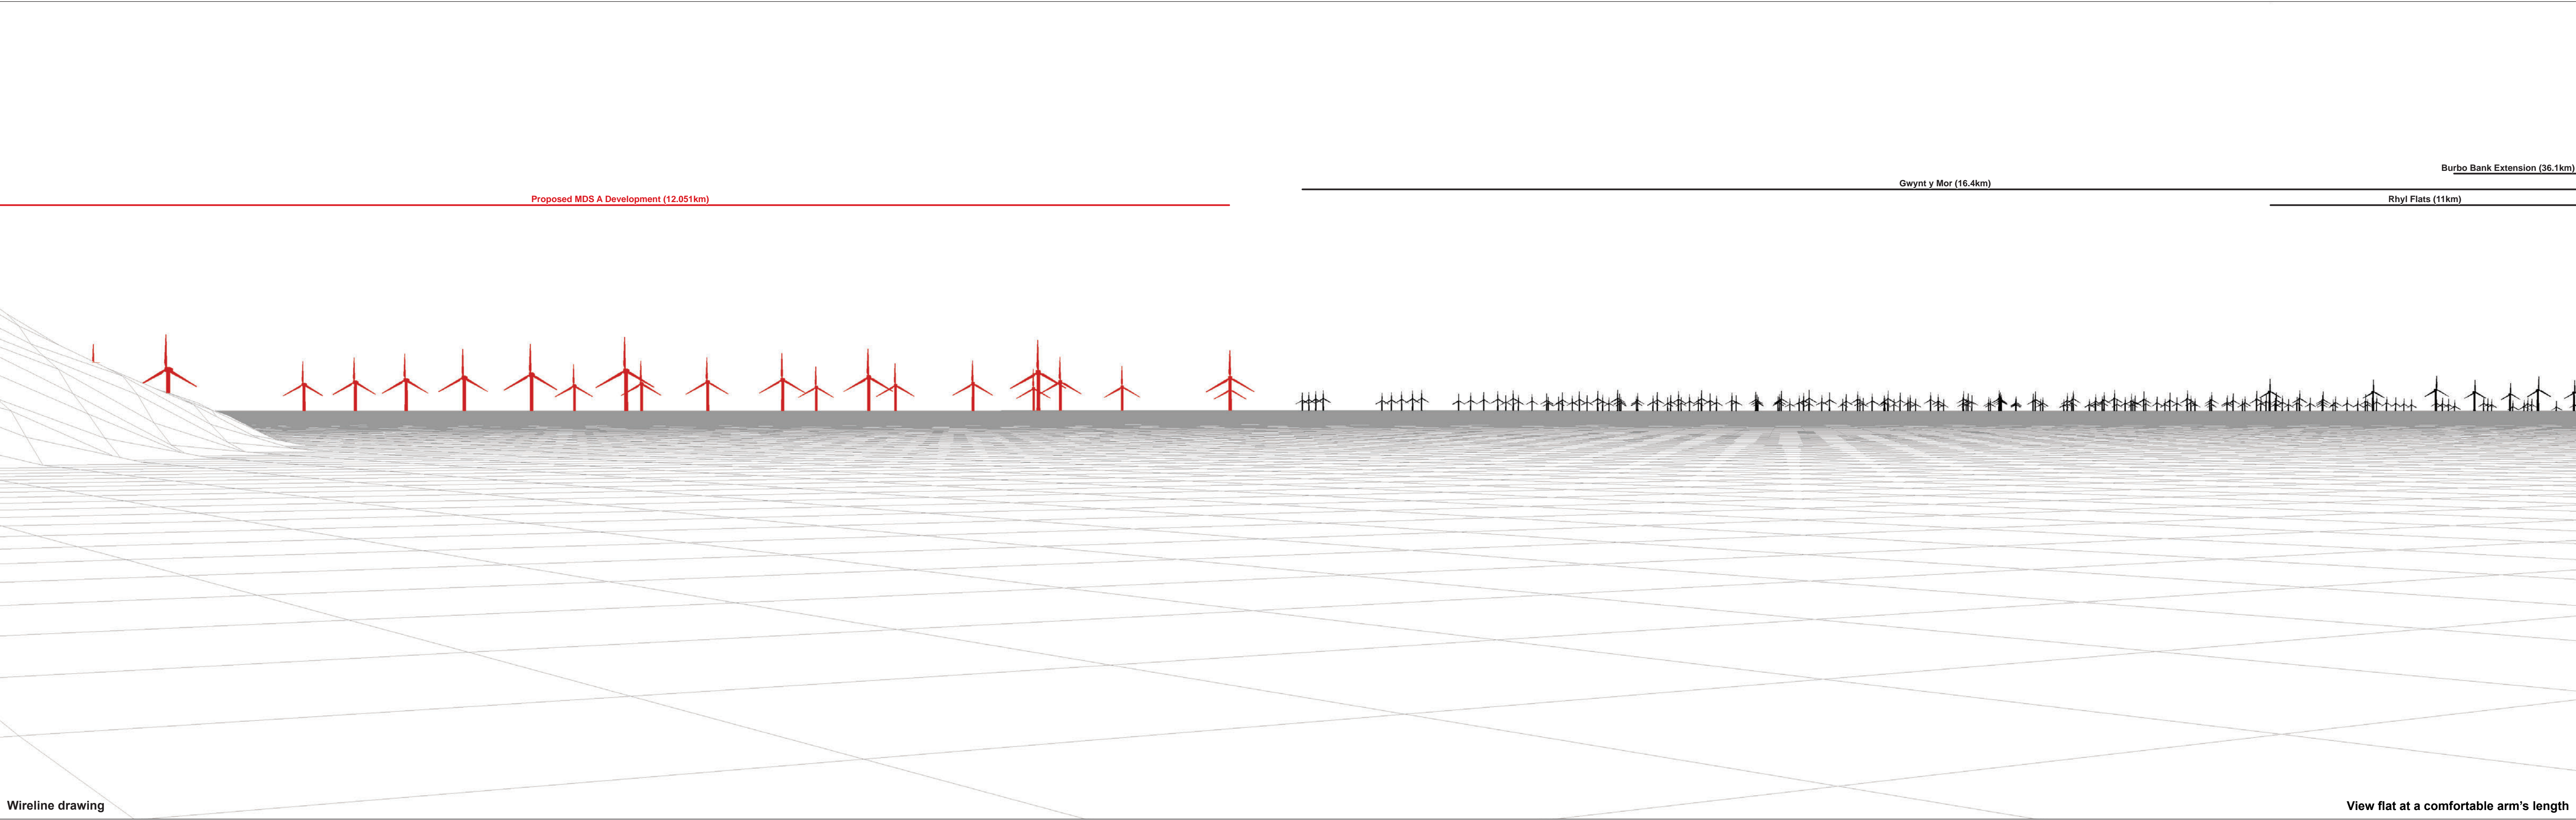 Burbo Bank Extension (36.1km)
Gwynt y Mor (16.4km)
Proposed MDS A Development (12.051km)
Rhyl Flats (11km)
Wireline drawing
View flat at a comfortable arm's length